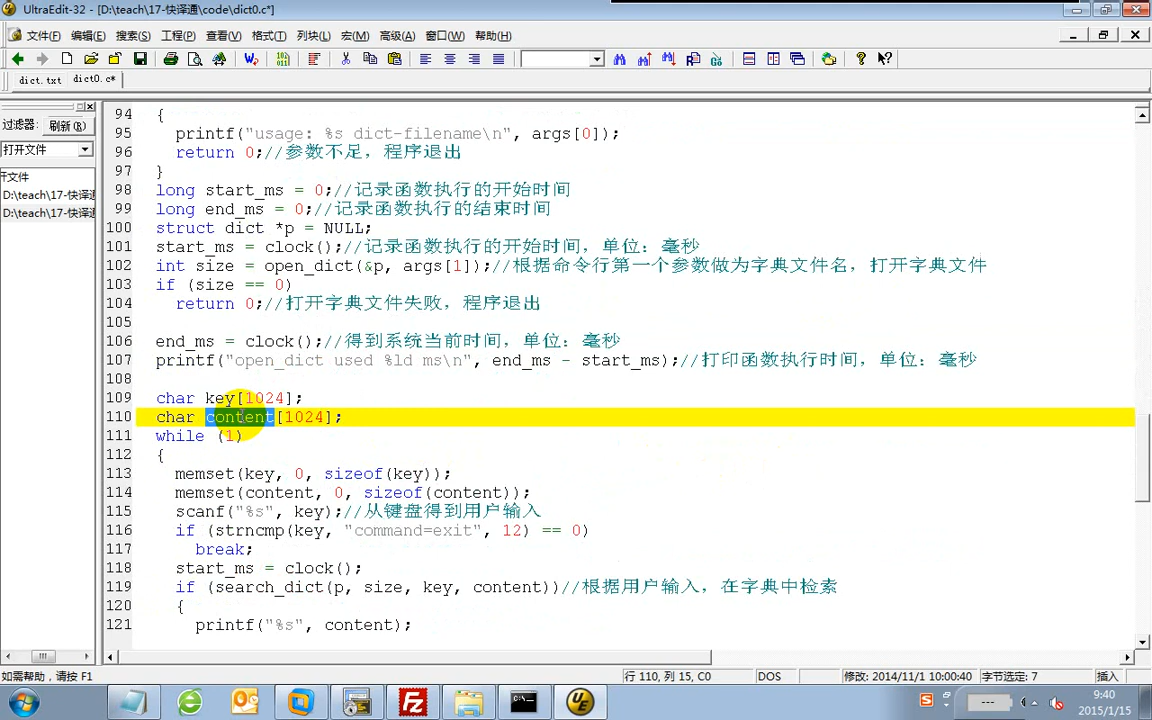 UltraEdit-32 - [D:\teach\17-快译通\code\dict0.c*]
文件(F) 编辑(E) 搜索(S) 工程(P) 查看(V) 格式(T) 列块(L) 宏(M) 高级(A) 窗口(W) 帮助(H)
dict.txt dict0.c*
过滤器: 刷新(R)
打开文件
开文件
D:\teach\17-快译通
D:\teach\17-快译通
94 {
95 printf("usage: %s dict-filename\n", args[0]);
96 return 0;//参数不足，程序退出
97 }
98 long start_ms = 0;//记录函数执行的开始时间
99 long end_ms = 0;//记录函数执行的结束时间
100 struct dict *p = NULL;
101 start_ms = clock();//记录函数执行的开始时间，单位：毫秒
102 int size = open_dict(&p, args[1]);//根据命令行第一个参数做为字典文件名，打开字典文件
103 if (size == 0)
104 return 0;//打开字典文件失败，程序退出
105
106 end_ms = clock();//得到系统当前时间，单位：毫秒
107 printf("open_dict used %ld ms\n", end_ms - start_ms);//打印函数执行时间，单位：毫秒
108
109 char key[1024];
110 char content[1024];
111 while (1)
112 {
113 memset(key, 0, sizeof(key));
114 memset(content, 0, sizeof(content));
115 scanf("%s", key);//从键盘得到用户输入
116 if (strncmp(key, "command=exit", 12) == 0)
117 break;
118 start_ms = clock();
119 if (search_dict(p, size, key, content))//根据用户输入，在字典中检索
120 {
121 printf("%s", content);
如需帮助，请按 F1 行 110, 列 15, C0 DOS 修改: 2014/11/1 10:00:40 字节选定: 7 插入
9:40
2015/1/15